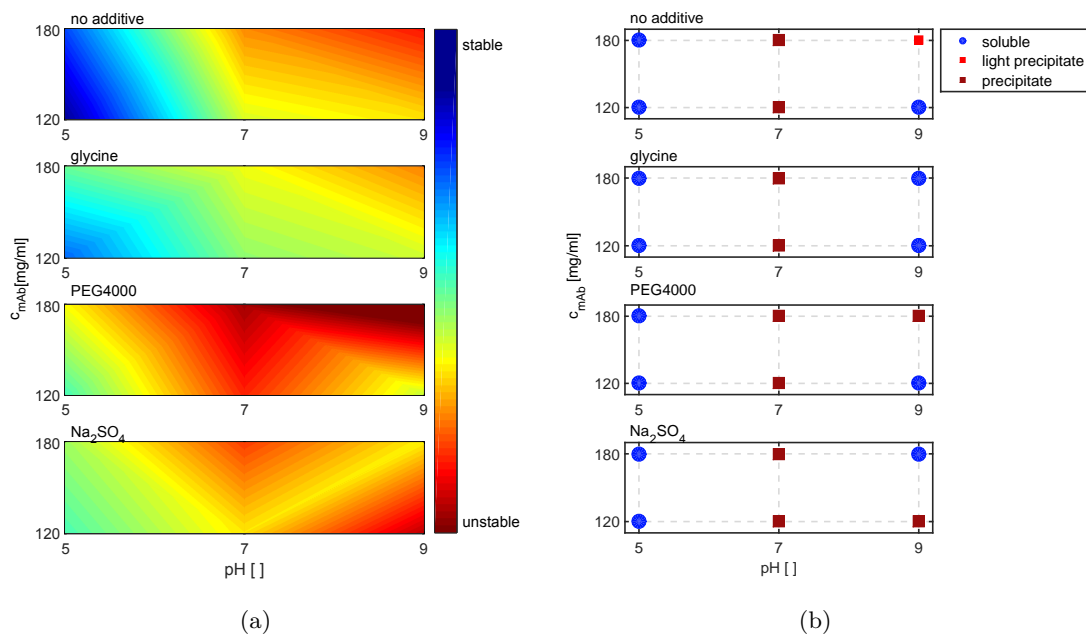 no additive
180
120
5 7 9
stable
glycine
180
120
5 7 9
PEG4000
180
120
5 7 9
Na₂SO₄
180
120
5 7 9
unstable
c_mAb[mg/ml]
pH [ ]
(a)
no additive
180
120
5 7 9
soluble
light precipitate
precipitate
glycine
180
120
5 7 9
PEG4000
180
120
5 7 9
Na₂SO₄
180
120
5 7 9
c_mAb [mg/ml]
pH [ ]
(b)